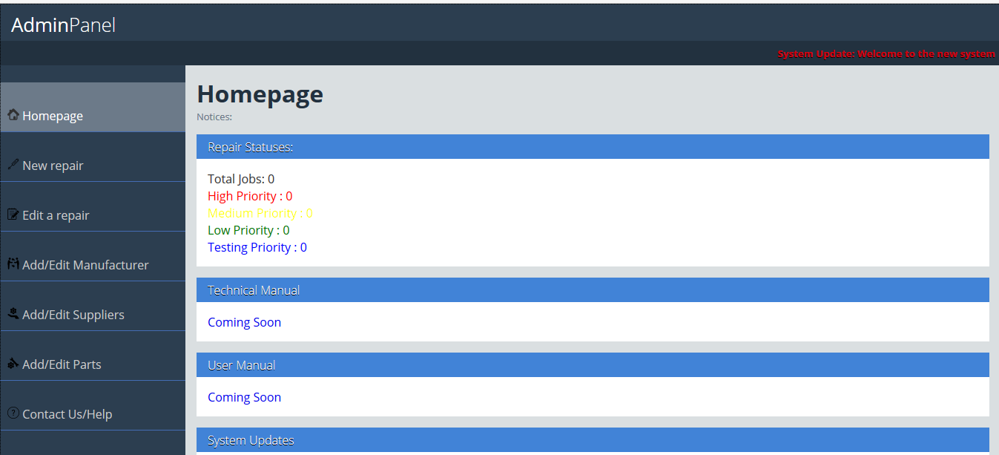 AdminPanel
System Update: Welcome to the new system
Homepage
New repair
Edit a repair
Add/Edit Manufacturer
Add/Edit Suppliers
Add/Edit Parts
Contact Us/Help
Homepage
Notices:
Repair Statuses:
Total Jobs: 0
High Priority : 0
Medium Priority : 0
Low Priority : 0
Testing Priority : 0
Technical Manual
Coming Soon
User Manual
Coming Soon
System Updates